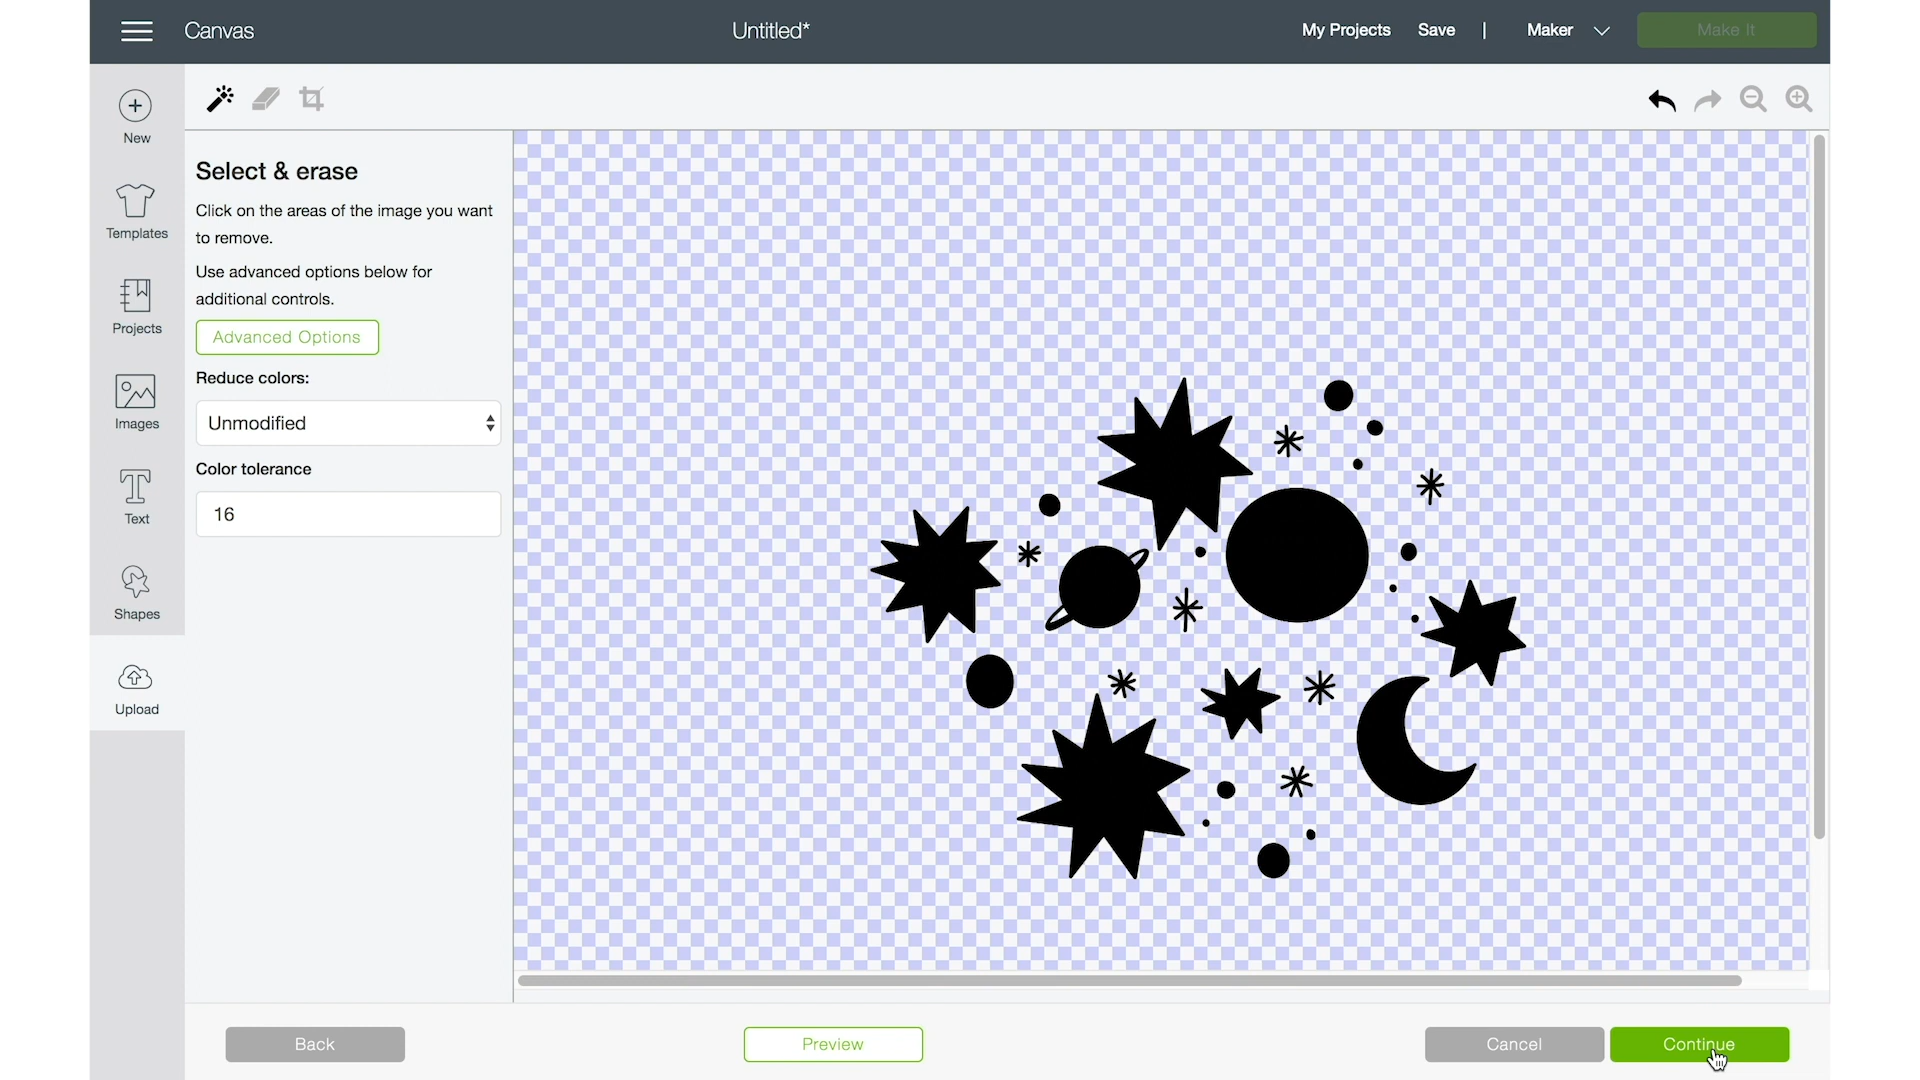 Canvas
Untitled*
My Projects
Save
|
Maker
Make It
New
Templates
Projects
Images
Text
Shapes
Upload
Select & erase
Click on the areas of the image you want
to remove.
Use advanced options below for
additional controls.
Advanced Options
Reduce colors:
Unmodified
Color tolerance
16
Back
Preview
Cancel
Continue